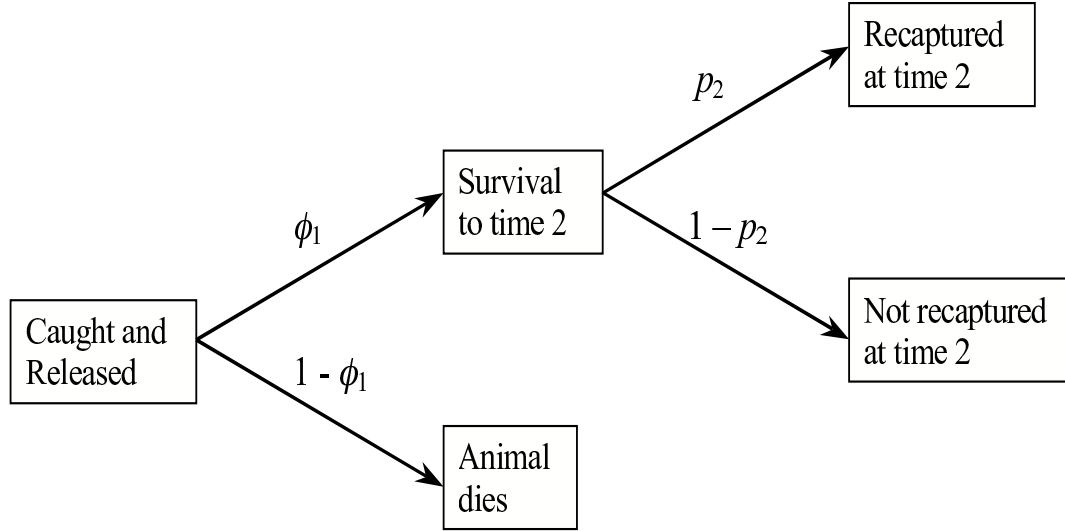 Caught and
Released
ϕ₁
1 - ϕ₁
Survival
to time 2
Animal
dies
p₂
1 – p₂
Recaptured
at time 2
Not recaptured
at time 2